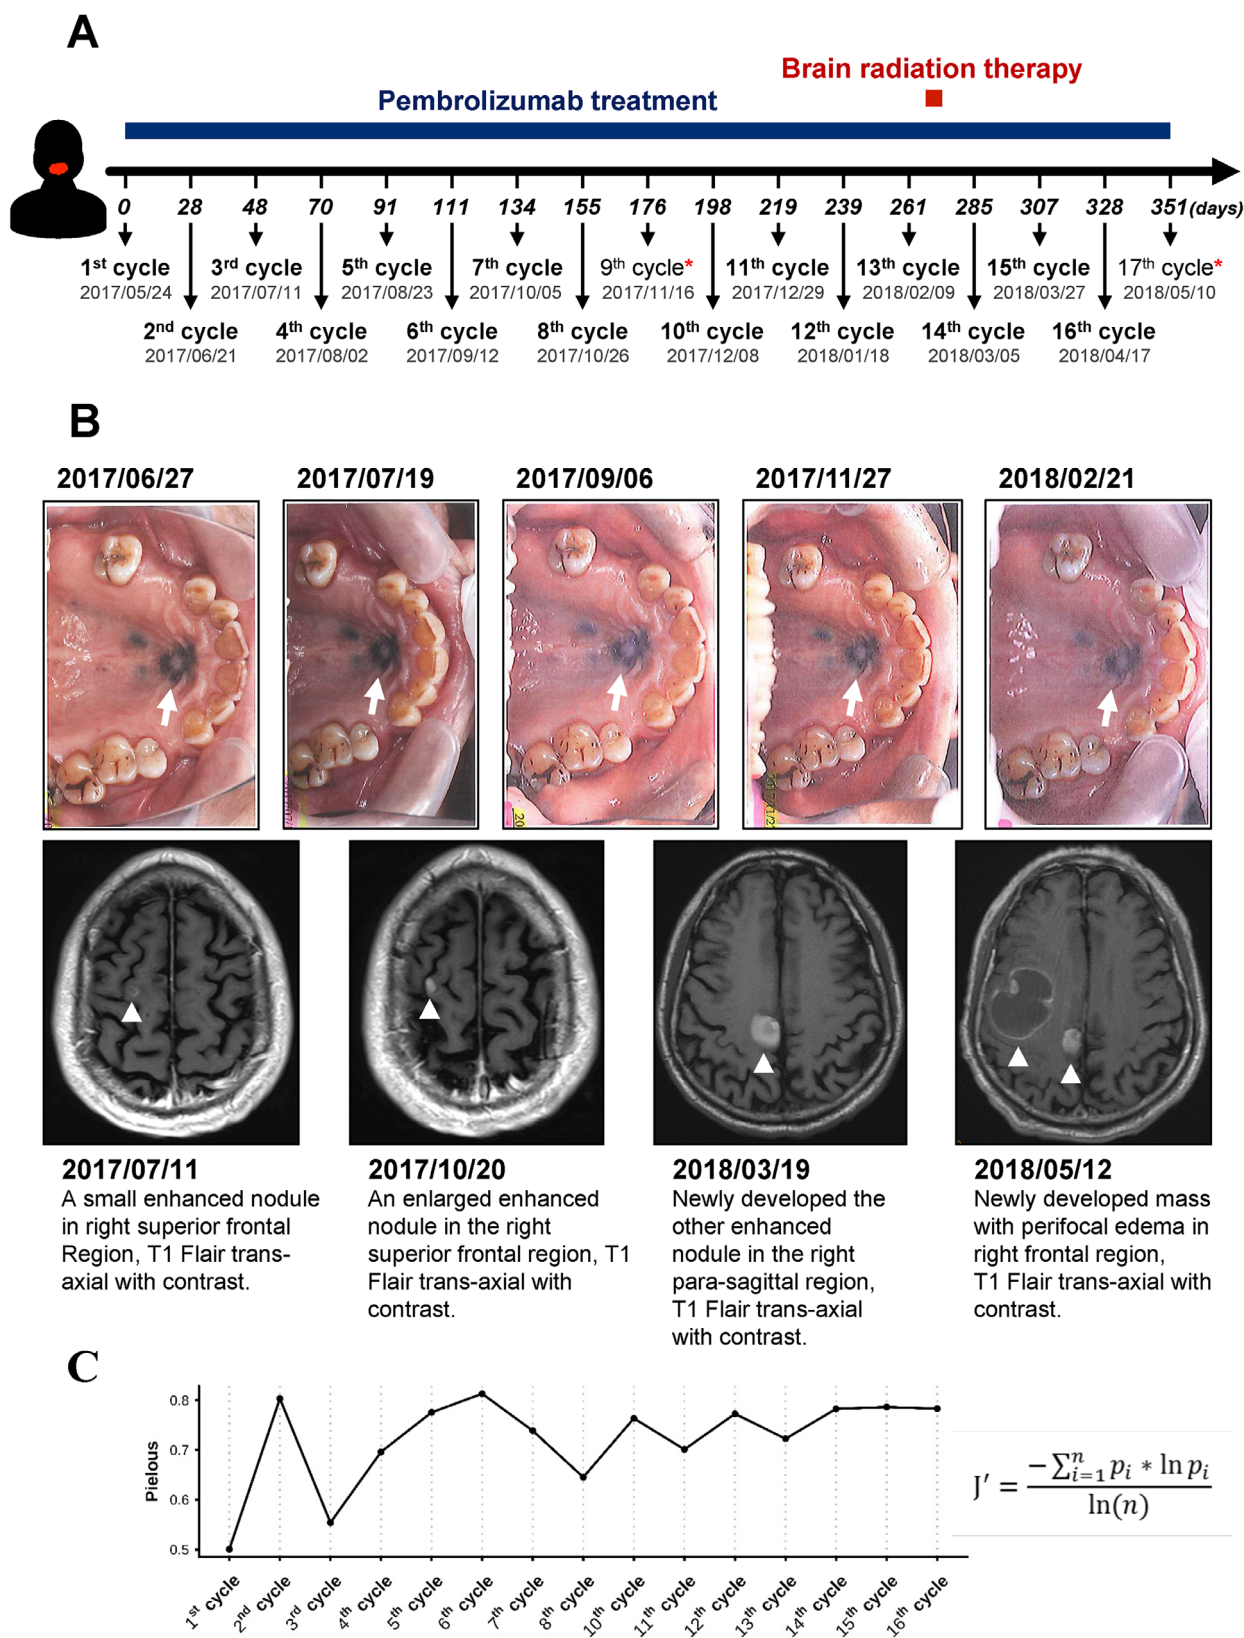 A
Brain radiation therapy
Pembrolizumab treatment
0 28 48 70 91 111 134 155 176 198 219 239 261 285 307 328 351 (days)
1st cycle 3rd cycle 5th cycle 7th cycle 9th cycle* 11th cycle 13th cycle 15th cycle 17th cycle*
2017/05/24 2017/07/11 2017/08/23 2017/10/05 2017/11/16 2017/12/29 2018/02/09 2018/03/27 2018/05/10
2nd cycle 4th cycle 6th cycle 8th cycle 10th cycle 12th cycle 14th cycle 16th cycle
2017/06/21 2017/08/02 2017/09/12 2017/10/26 2017/12/08 2018/01/18 2018/03/05 2018/04/17
B
2017/06/27 2017/07/19 2017/09/06 2017/11/27 2018/02/21
2017/07/11
A small enhanced nodule
in right superior frontal
Region, T1 Flair trans-
axial with contrast.
2017/10/20
An enlarged enhanced
nodule in the right
superior frontal region, T1
Flair trans-axial with
contrast.
2018/03/19
Newly developed the
other enhanced
nodule in the right
para-sagittal region,
T1 Flair trans-axial
with contrast.
2018/05/12
Newly developed mass
with perifocal edema in
right frontal region,
T1 Flair trans-axial with
contrast.
C
Pielous
0.8
0.7
0.6
0.5
1st cycle 2nd cycle 3rd cycle 4th cycle 5th cycle 6th cycle 7th cycle 8th cycle 10th cycle 11th cycle 12th cycle 13th cycle 14th cycle 15th cycle 16th cycle
J′ = −∑ⁿᵢ₌₁ pᵢ * ln pᵢ / ln(n)